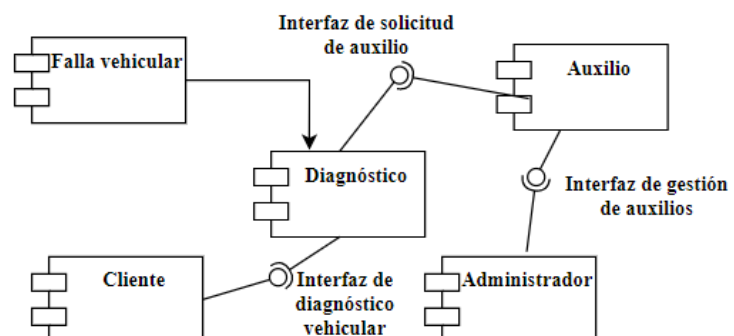 Interfaz de solicitud
de auxilio
Falla vehicular
Auxilio
Diagnóstico
Interfaz de gestión
de auxilios
Cliente
Interfaz de
diagnóstico
vehicular
Administrador